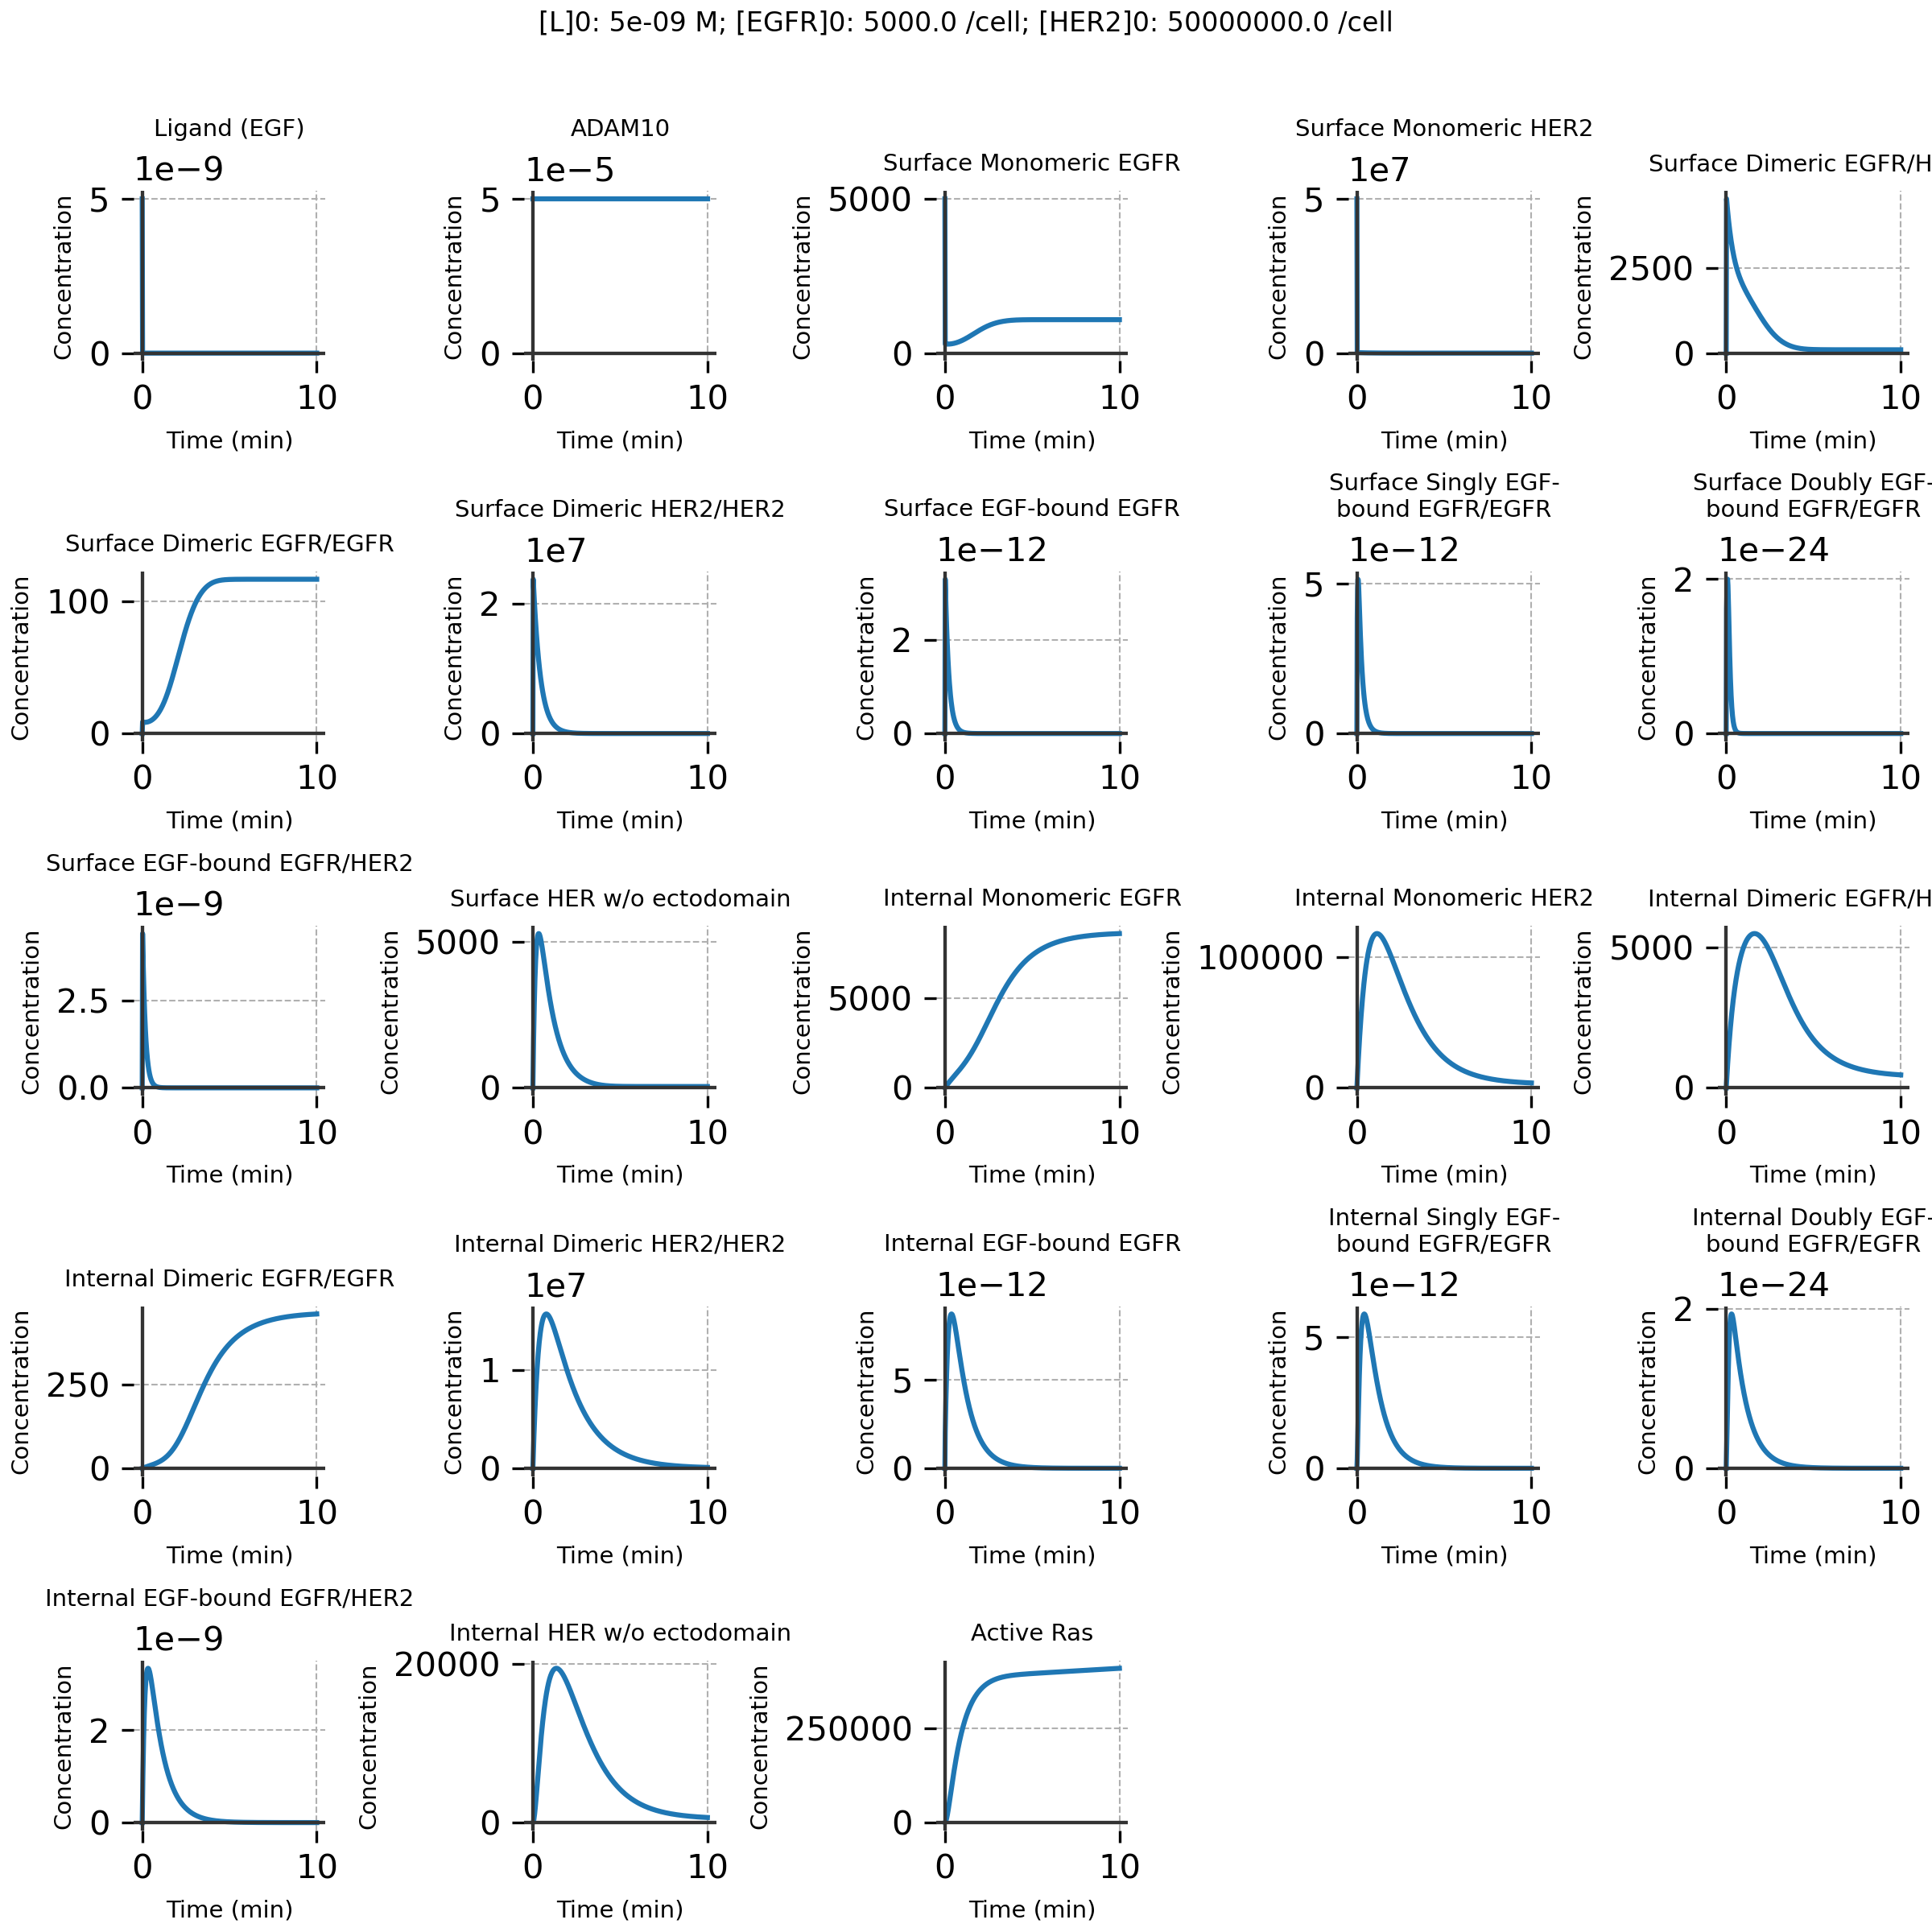 [L]0: 5e-09 M; [EGFR]0: 5000.0 /cell; [HER2]0: 50000000.0 /cell
Ligand (EGF)
1e−9
5
0
0 10
Concentration
Time (min)
ADAM10
1e−5
5
0
0 10
Concentration
Time (min)
Surface Monomeric EGFR
5000
0
0 10
Concentration
Time (min)
Surface Monomeric HER2
1e7
5
0
0 10
Concentration
Time (min)
Surface Dimeric EGFR/H
2500
0
0 10
Concentration
Time (min)
Surface Dimeric EGFR/EGFR
100
0
0 10
Concentration
Time (min)
Surface Dimeric HER2/HER2
1e7
2
0
0 10
Concentration
Time (min)
Surface EGF-bound EGFR
1e−12
2
0
0 10
Concentration
Time (min)
Surface Singly EGF-
bound EGFR/EGFR
1e−12
5
0
0 10
Concentration
Time (min)
Surface Doubly EGF-
bound EGFR/EGFR
1e−24
2
0
0 10
Concentration
Time (min)
Surface EGF-bound EGFR/HER2
1e−9
2.5
0.0
0 10
Concentration
Time (min)
Surface HER w/o ectodomain
5000
0
0 10
Concentration
Time (min)
Internal Monomeric EGFR
5000
0
0 10
Concentration
Time (min)
Internal Monomeric HER2
100000
0
0 10
Concentration
Time (min)
Internal Dimeric EGFR/H
5000
0
0 10
Concentration
Time (min)
Internal Dimeric EGFR/EGFR
250
0
0 10
Concentration
Time (min)
Internal Dimeric HER2/HER2
1e7
1
0
0 10
Concentration
Time (min)
Internal EGF-bound EGFR
1e−12
5
0
0 10
Concentration
Time (min)
Internal Singly EGF-
bound EGFR/EGFR
1e−12
5
0
0 10
Concentration
Time (min)
Internal Doubly EGF-
bound EGFR/EGFR
1e−24
2
0
0 10
Concentration
Time (min)
Internal EGF-bound EGFR/HER2
1e−9
2
0
0 10
Concentration
Time (min)
Internal HER w/o ectodomain
20000
0
0 10
Concentration
Time (min)
Active Ras
250000
0
0 10
Concentration
Time (min)